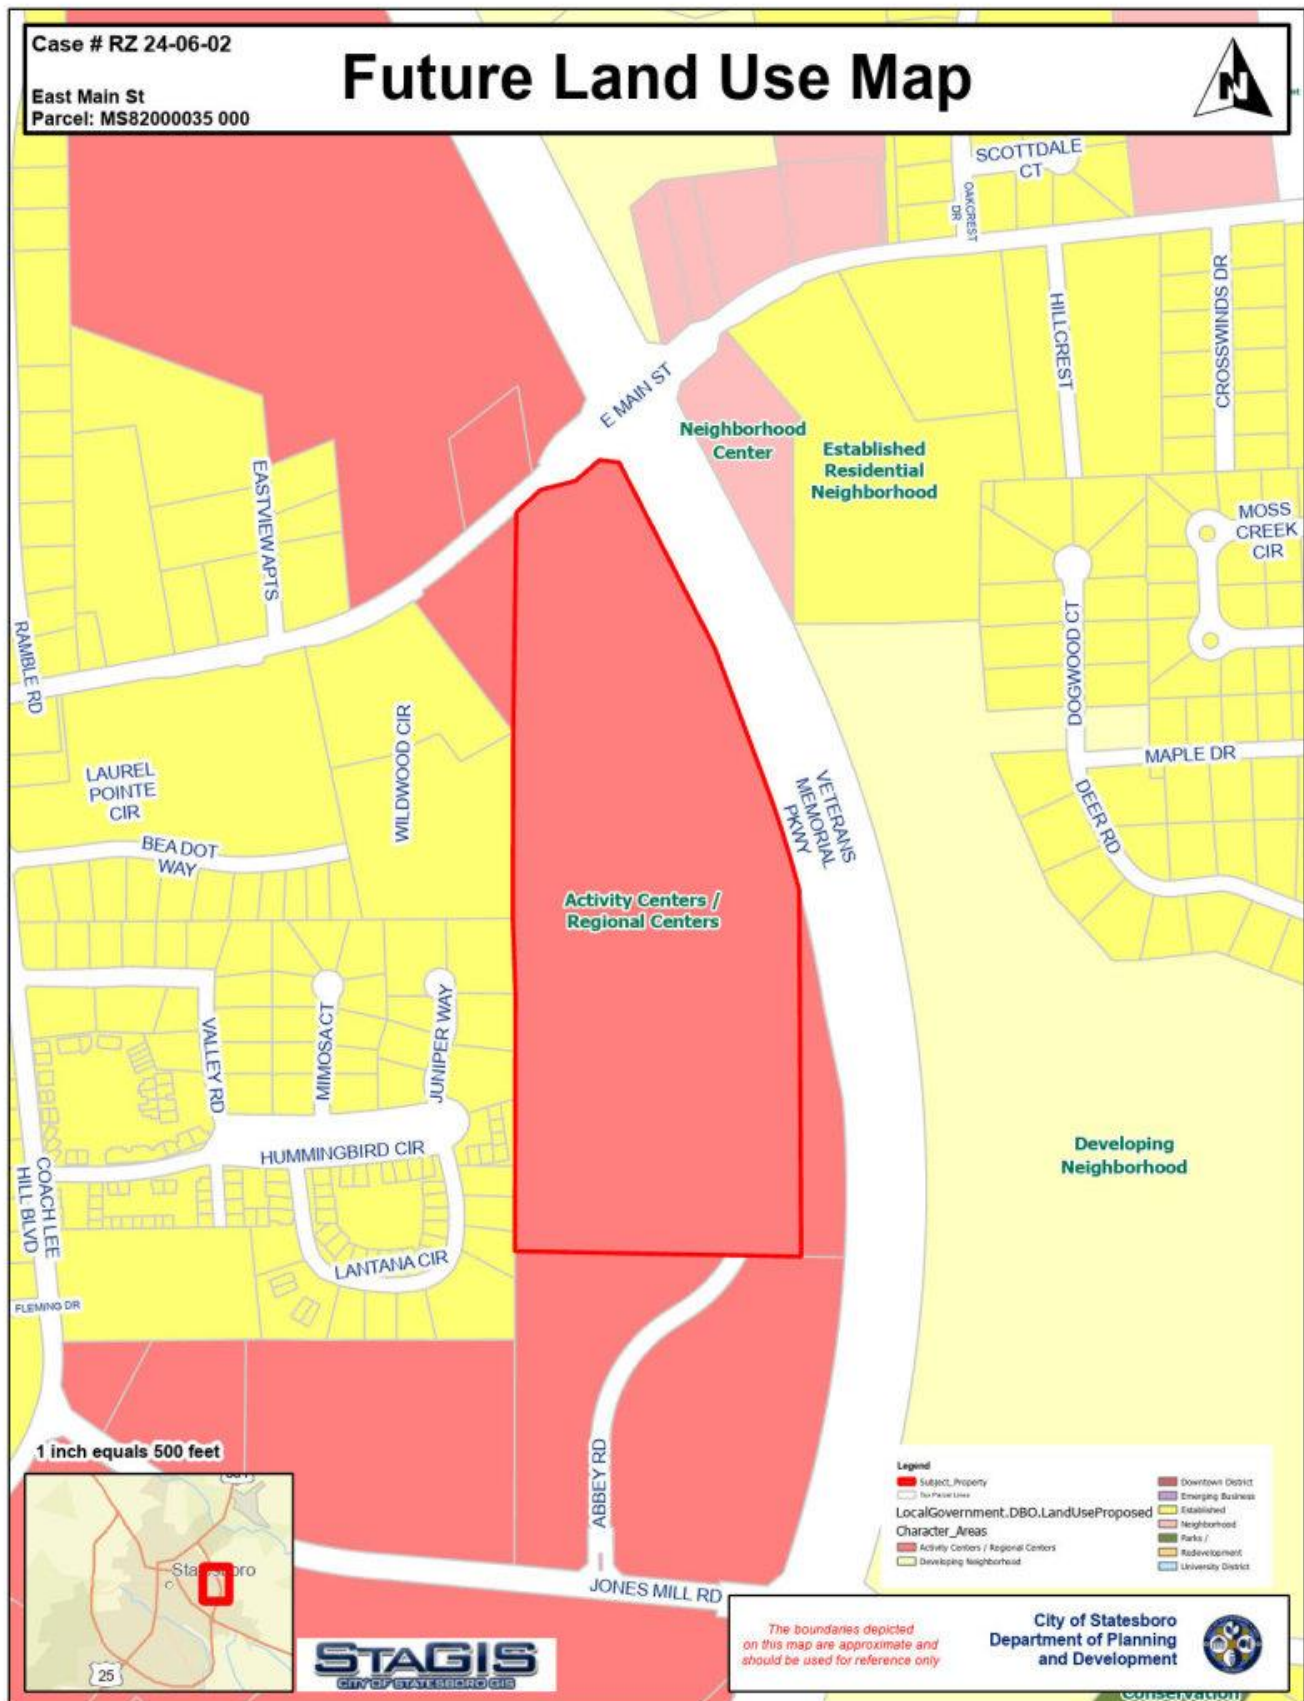 Case # RZ 24-06-02
East Main St
Parcel: MS82000035 000
Future Land Use Map
N
SCOTTDALE
CT
OAKCREST
DR
HILLCREST
CROSSWINDS DR
E MAIN ST
Neighborhood
Center
Established
Residential
Neighborhood
EASTVIEW APTS
MOSS
CREEK
CIR
RAMBLE RD
DOGWOOD CT
WILDWOOD CIR
LAUREL
POINTE
CIR
MAPLE DR
VETERANS
MEMORIAL
PKWY
DEER RD
BEA DOT
WAY
Activity Centers /
Regional Centers
VALLEY RD
MIMOSA CT
JUNIPER WAY
HUMMINGBIRD CIR
Developing
Neighborhood
COACH LEE
HILL BLVD
LANTANA CIR
FLEMING DR
1 inch equals 500 feet
ABBEY RD
JONES MILL RD
Statesboro
25
Legend
Subject_Property
Tax Parcel Lines
LocalGovernment.DBO.LandUseProposed
Character_Areas
Activity Centers / Regional Centers
Developing Neighborhood
Downtown District
Emerging Business
Established
Neighborhood
Parks /
Redevelopment
University District
STAGIS
CITY OF STATESBORO GIS
The boundaries depicted
on this map are approximate and
should be used for reference only
City of Statesboro
Department of Planning
and Development
Conservation